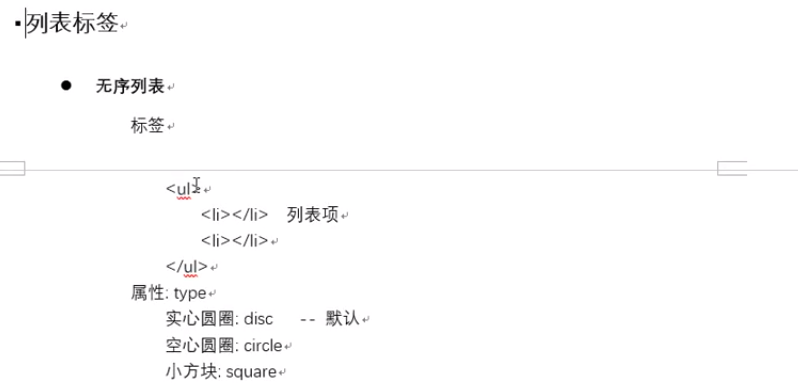 列表标签
无序列表
标签
<ul>
<li></li> 列表项
<li></li>
</ul>
属性: type
实心圆圈: disc -- 默认
空心圆圈: circle
小方块: square